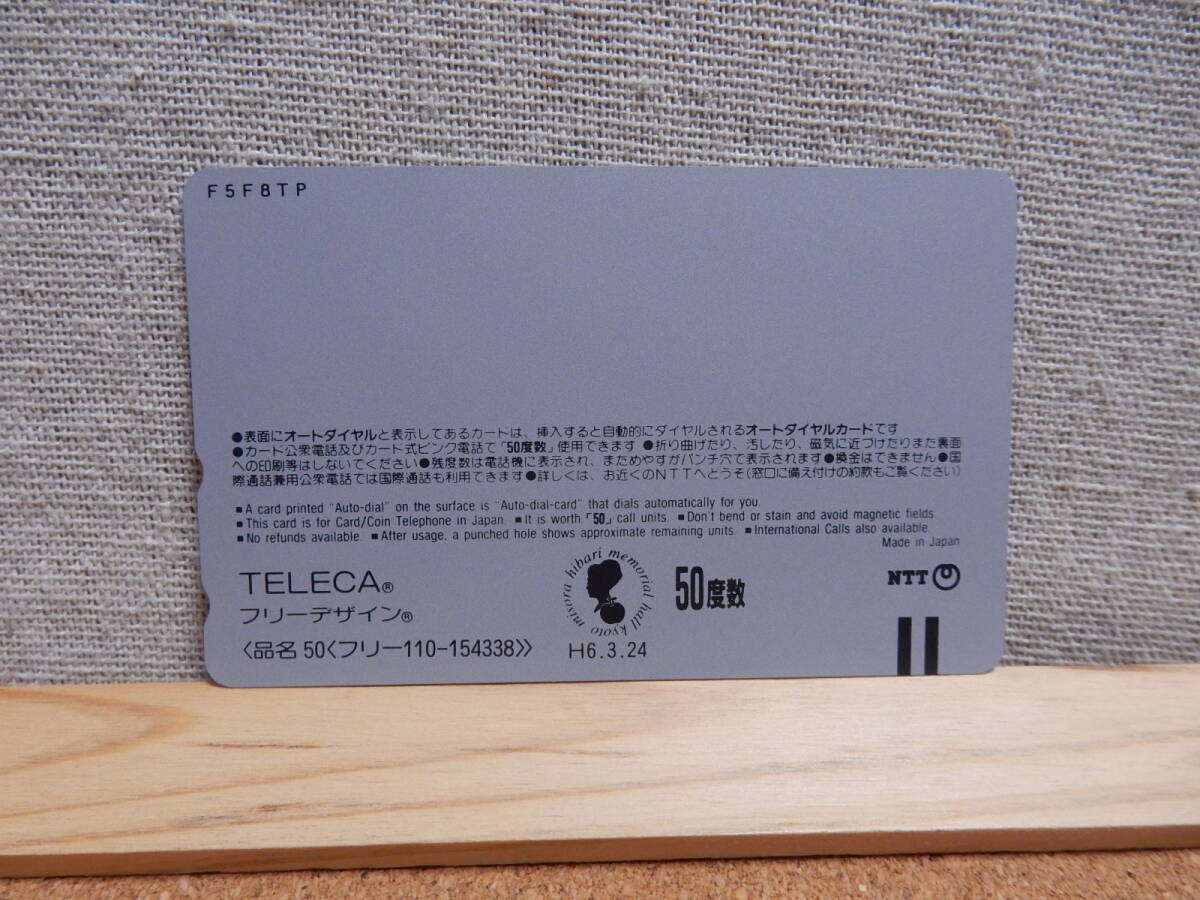 F5F8TP
●表面にオートダイヤルと表示してあるカードは、挿入すると自動的にダイヤルされるオートダイヤルカードです
●カード公衆電話及びカード式ピンク電話で「50度数」使用できます ●折り曲げたり、汚したり、磁気に近づけたりまた裏面
への印刷等はしないでください●残度数は電話機に表示され、まためやすがパンチ穴で表示されます●換金はできません●国
際通話兼用公衆電話では国際通話も利用できます●詳しくは、お近くのNTTへどうぞ(窓口に備え付けの約款もご覧ください)
■A card printed "Auto-dial" on the surface is "Auto-dial-card" that dials automatically for you.
■This card is for Card/Coin Telephone in Japan. ■It is worth「50」call units. ■Don't bend or stain and avoid magnetic fields.
■No refunds available. ■After usage, a punched hole shows approximate remaining units. ■International Calls also available.
Made in Japan
TELECA®
フリーデザイン®
〈品名 50〈フリー110-154338〉〉
misora hibari memorial hall kyoto
H6.3.24
50度数
NTT